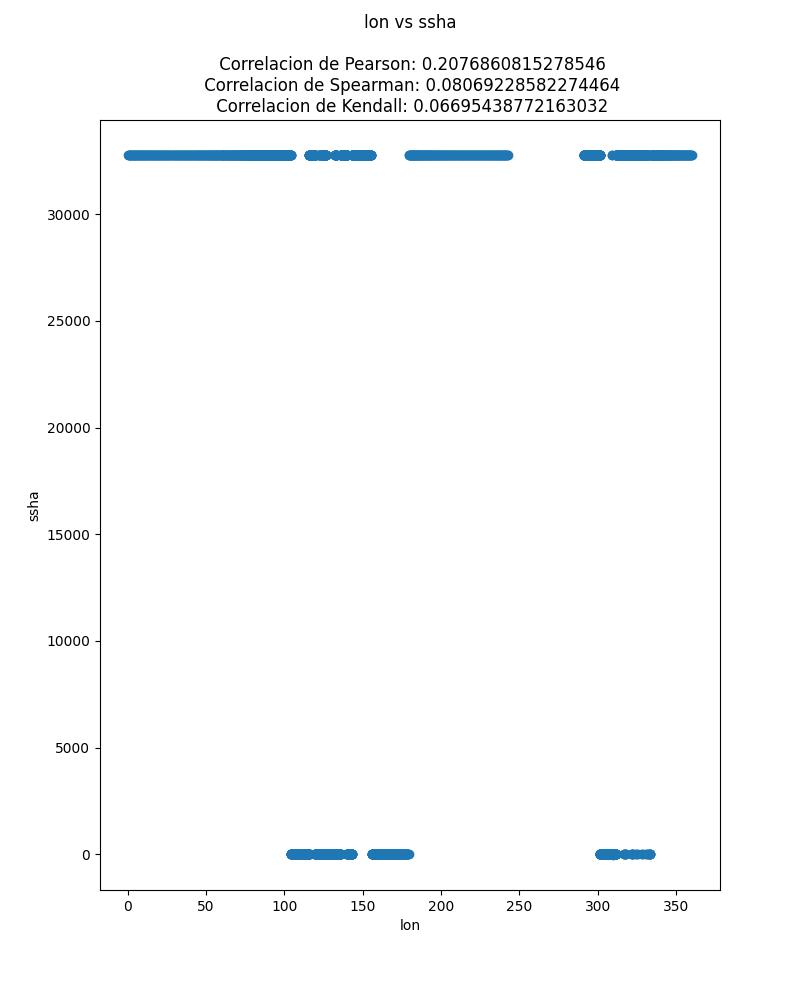 lon vs ssha
Correlacion de Pearson: 0.2076860815278546
Correlacion de Spearman: 0.08069228582274464
Correlacion de Kendall: 0.06695438772163032
30000
25000
20000
15000
10000
5000
0
ssha
0 50 100 150 200 250 300 350
lon